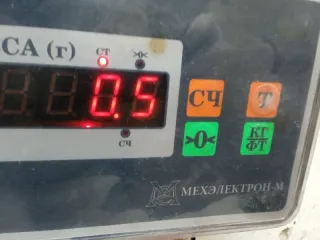 СА (г)
СТ >0<
0.5
СЧ Т
СЧ
>0< КГ
ФТ
МЕХЭЛЕКТРОН-М